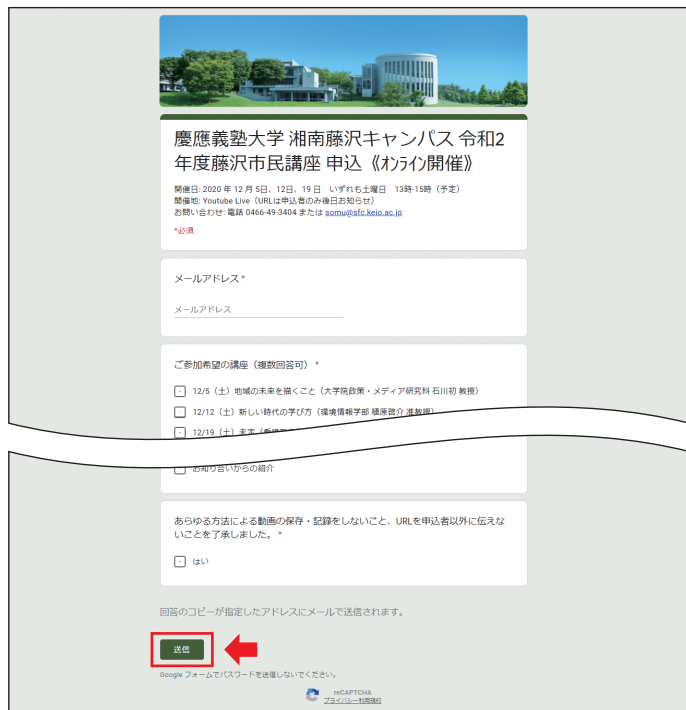 慶應義塾大学 湘南藤沢キャンパス 令和2
年度藤沢市民講座 申込《オンライン開催》
開催日: 2020 年 12 月 5日、12日、19 日　いずれも土曜日　13時-15時（予定）
開催地: Youtube Live（URLは申込者のみ後日お知らせ）
お問い合わせ: 電話 0466-49-3404 または somu@sfc.keio.ac.jp
*必須
メールアドレス *
メールアドレス
ご参加希望の講座（複数回答可） *
12/5（土）地域の未来を描くこと（大学院政策・メディア研究科 石川初 教授）
12/12（土）新しい時代の学び方（環境情報学部 植原啓介 准教授）
12/19（土）未定
お知り合いからの紹介
あらゆる方法による動画の保存・記録をしないこと、URLを申込者以外に伝えな
いことを了承しました。 *
はい
回答のコピーが指定したアドレスにメールで送信されます。
送信
Google フォームでパスワードを送信しないでください。
reCAPTCHA
プライバシー利用規約